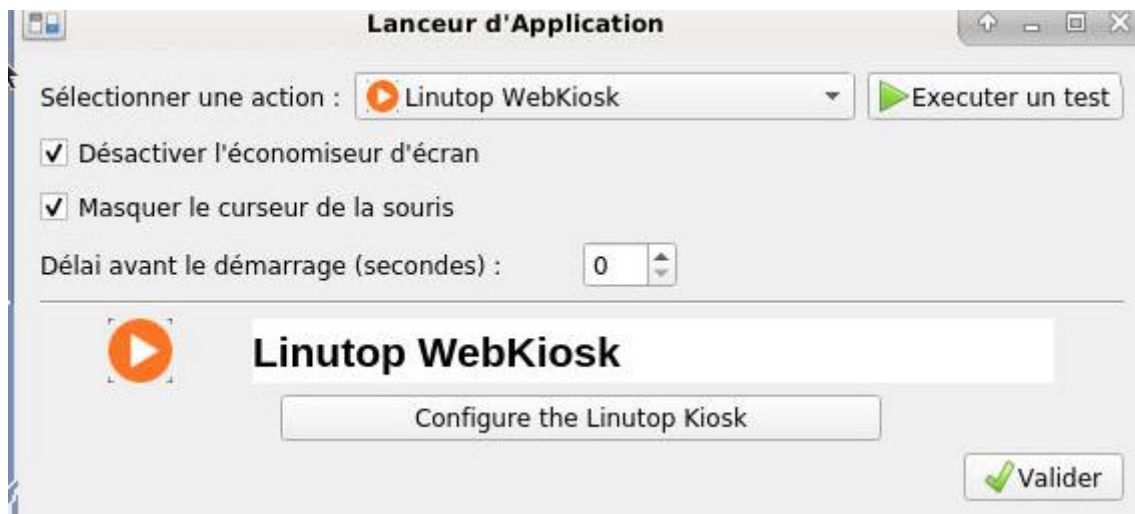 Lanceur d'Application
Sélectionner une action : Linutop WebKiosk Executer un test
Désactiver l'économiseur d'écran
Masquer le curseur de la souris
Délai avant le démarrage (secondes) : 0
Linutop WebKiosk
Configure the Linutop Kiosk
Valider